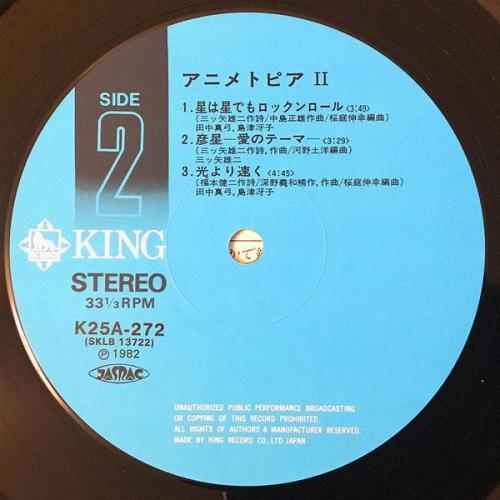 アニメトピア II
SIDE
2
1.星は星でもロックンロール<3:49>
(三ッ矢雄二作詩/中島正雄作曲/桜庭伸幸編曲)
田中真弓,島津冴子
2.彦星—愛のテーマ—<3:29>
(三ッ矢雄二作詩,作曲/河野土洋編曲)
三ッ矢雄二
3.光より速く<4:45>
(福本健二作詩/深野義和補作,作曲/桜庭伸幸編曲)
田中真弓,島津冴子
KING
STEREO
33 1/3 RPM
K25A-272
(SKLB 13722)
Ⓟ 1982
JASRAC
UNAUTHORIZED PUBLIC PERFORMANCE BROADCASTING
OR COPYING OF THIS RECORD PROHIBITED.
ALL RIGHTS OF AUTHORS & MANUFACTURER RESERVED.
MADE BY KING RECORD CO., LTD. JAPAN